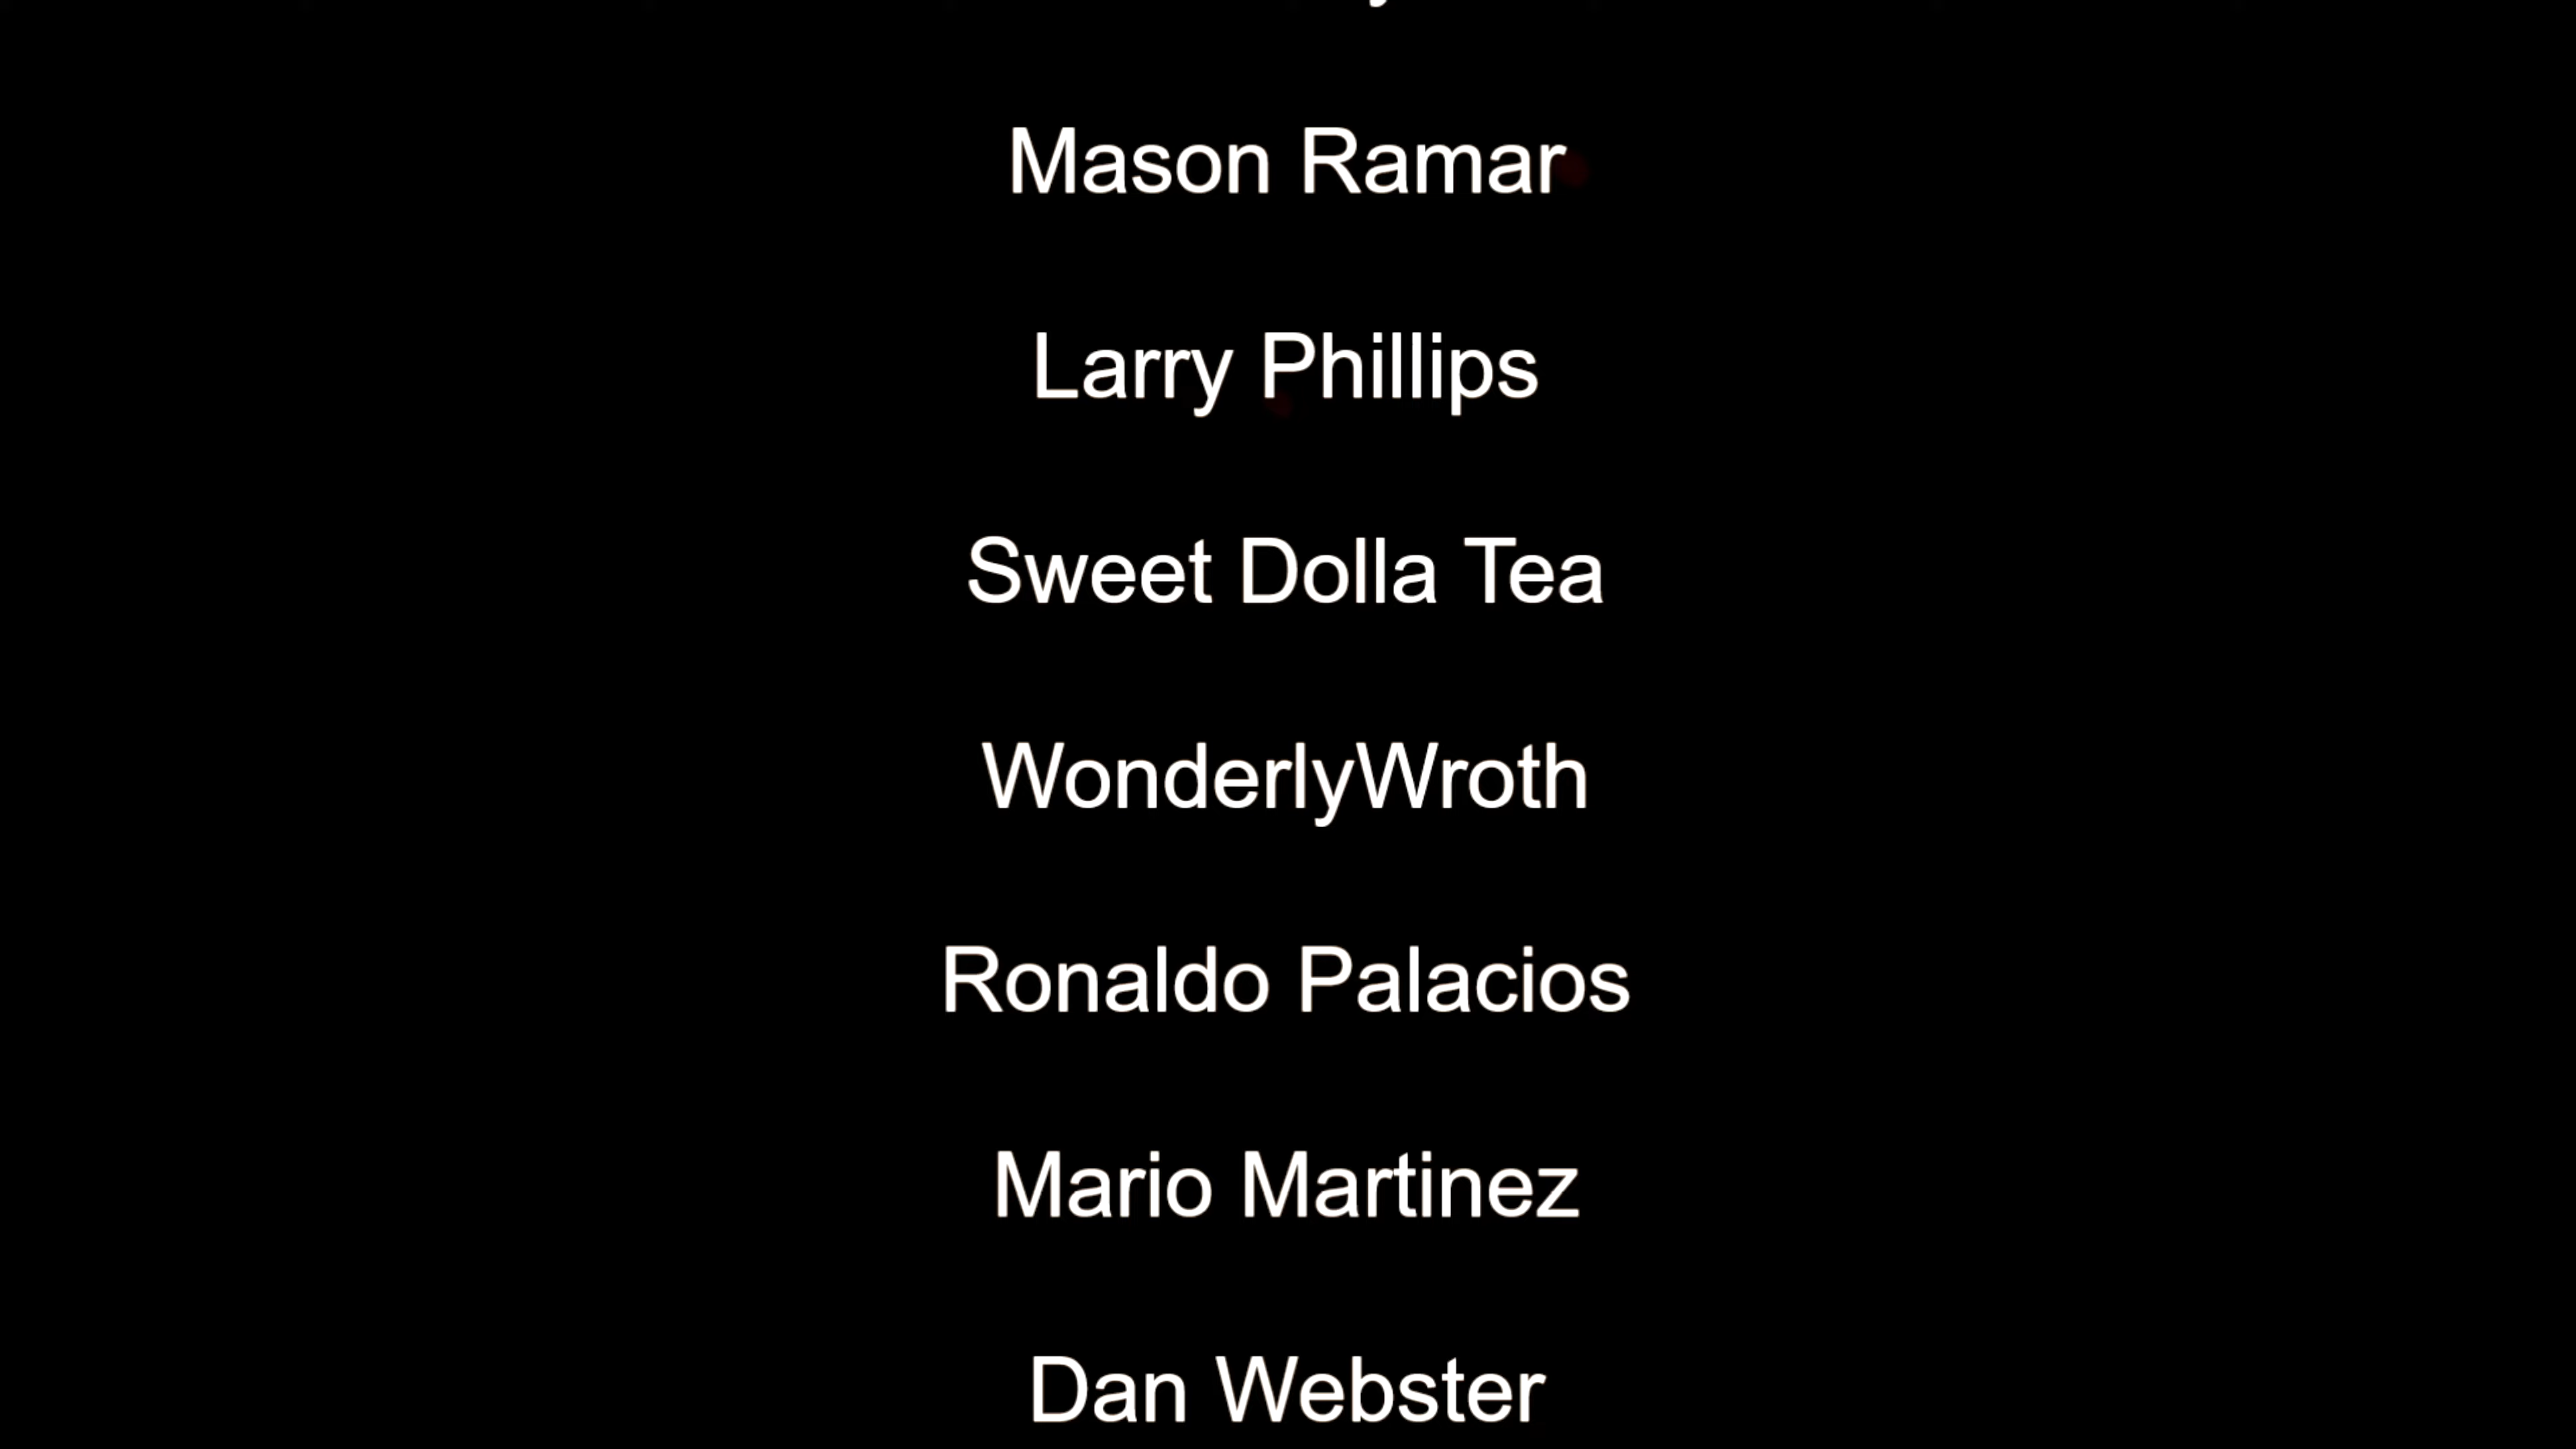 Mason Ramar
Larry Phillips
Sweet Dolla Tea
WonderlyWroth
Ronaldo Palacios
Mario Martinez
Dan Webster